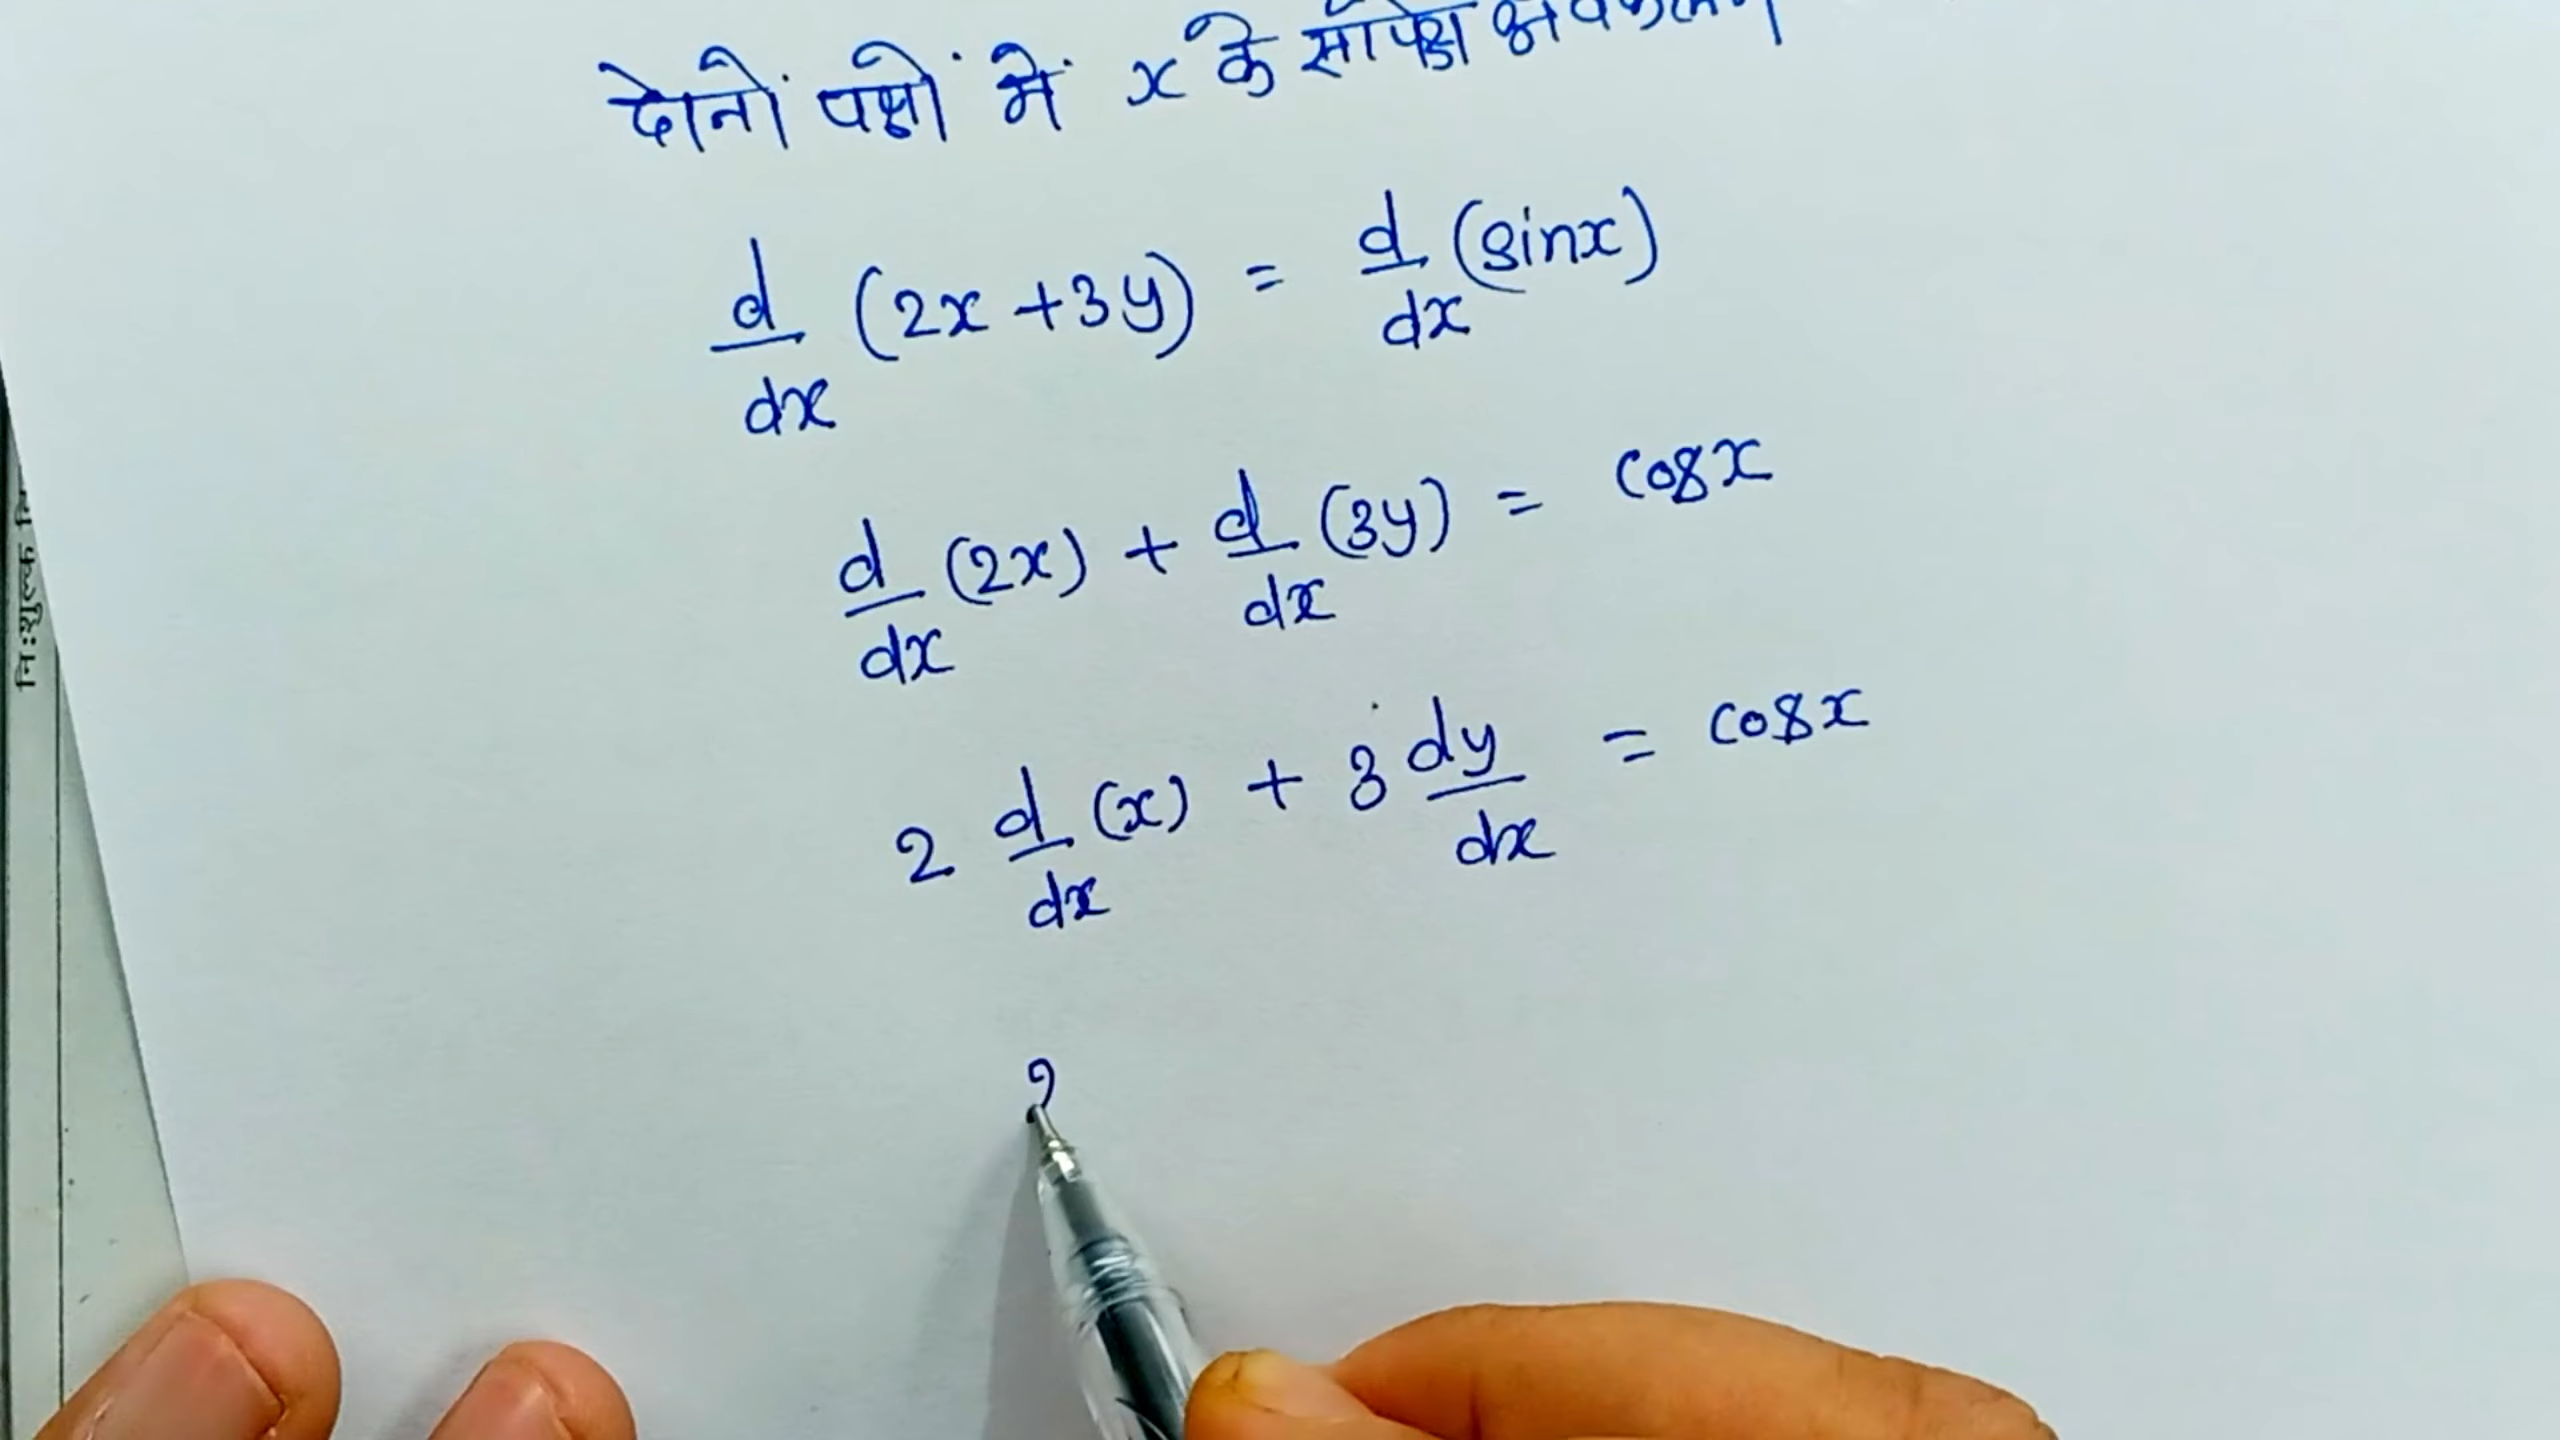 दोनों पक्षों में x के सापेक्ष अवकलन
d/dx (2x + 3y) = d/dx (sinx)
d/dx (2x) + d/dx (3y) = cosx
2 d/dx (x) + 3 dy/dx = cosx
2
नि:शुल्क